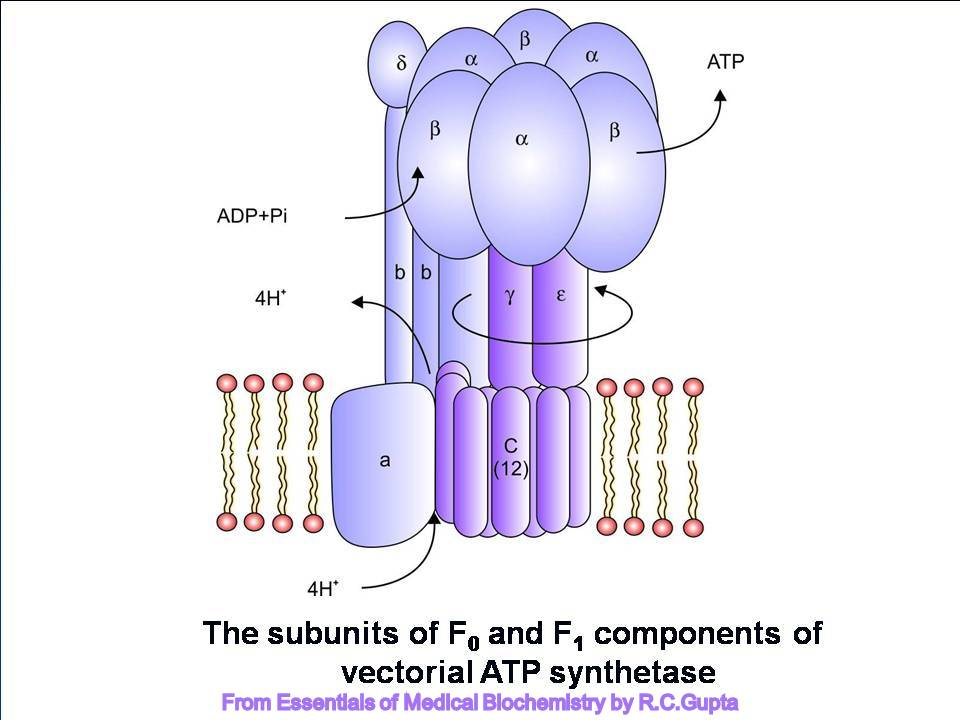 β
δ
α
α
ATP
β
α
β
ADP+Pi
b b
4H⁺
γ ε
a
C
(12)
4H⁺
The subunits of F₀ and F₁ components of
vectorial ATP synthetase
From Essentials of Medical Biochemistry by R.C.Gupta